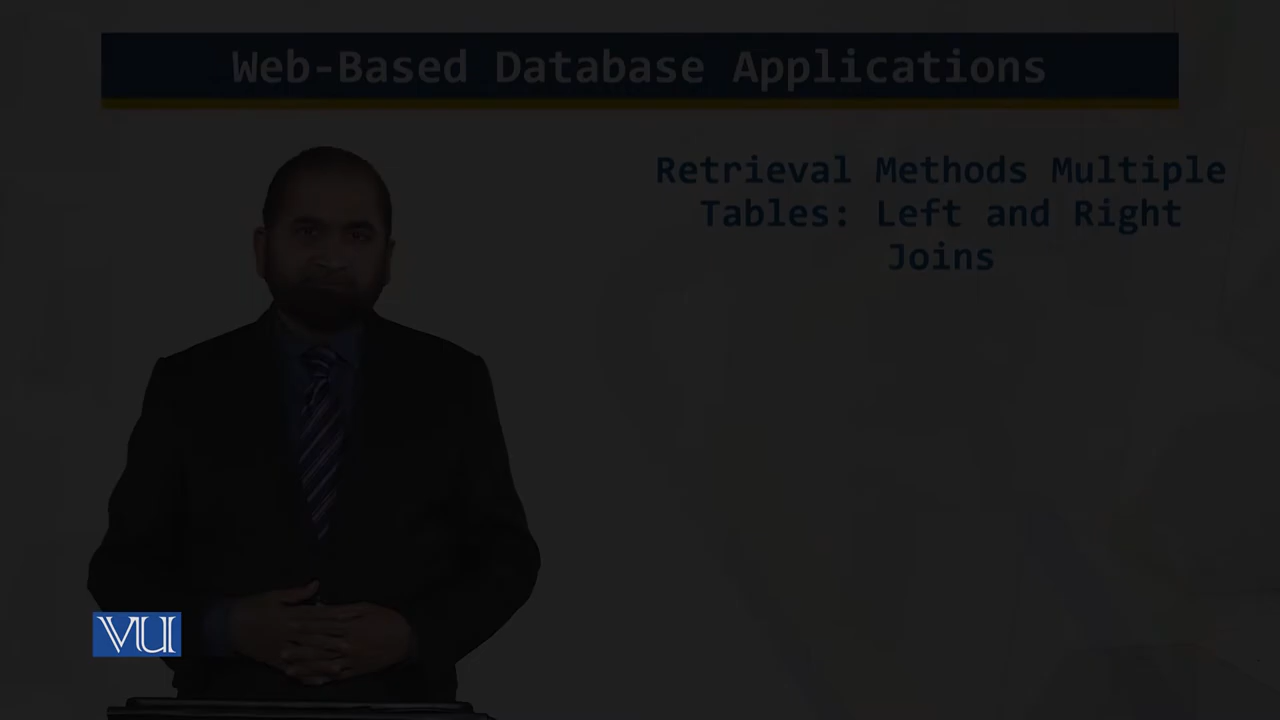 Web-Based Database Applications
Retrieval Methods Multiple
Tables: Left and Right
Joins
VU